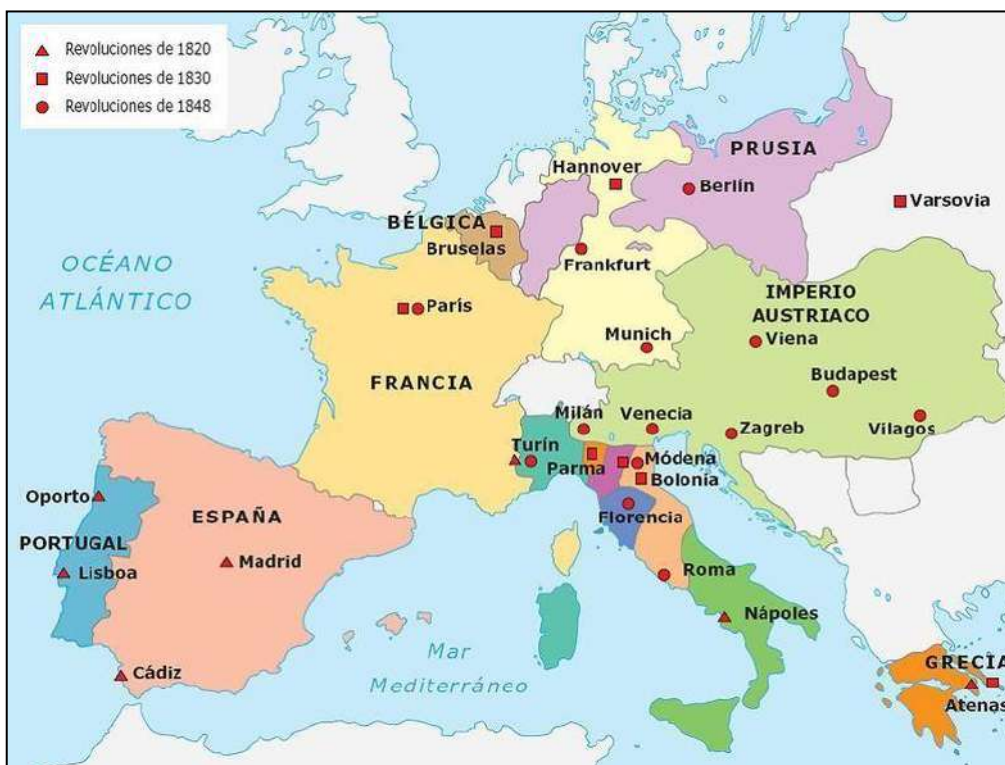 Revoluciones de 1820
Revoluciones de 1830
Revoluciones de 1848
PRUSIA
Hannover
Berlín
Varsovia
BÉLGICA
Bruselas
Frankfurt
OCÉANO
ATLÁNTICO
IMPERIO
AUSTRIACO
París
Viena
Munich
FRANCIA
Budapest
Milán
Venecia
Zagreb
Vilagos
Turín
Parma
Módena
Bolonia
Oporto
ESPAÑA
Florencia
PORTUGAL
Lisboa
Madrid
Roma
Nápoles
Mar
Mediterráneo
Cádiz
GRECIA
Atenas